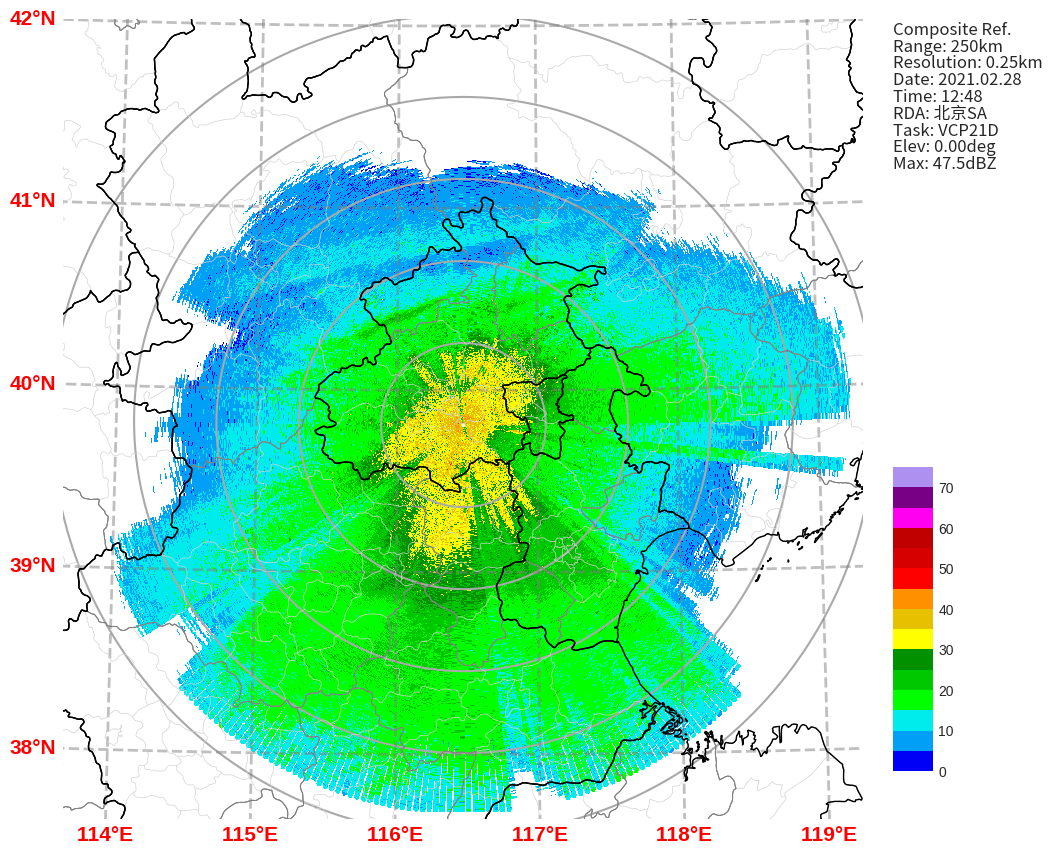 42°N
41°N
40°N
39°N
38°N
114°E
115°E
116°E
117°E
118°E
119°E
Composite Ref.
Range: 250km
Resolution: 0.25km
Date: 2021.02.28
Time: 12:48
RDA: 北京SA
Task: VCP21D
Elev: 0.00deg
Max: 47.5dBZ
70
60
50
40
30
20
10
0